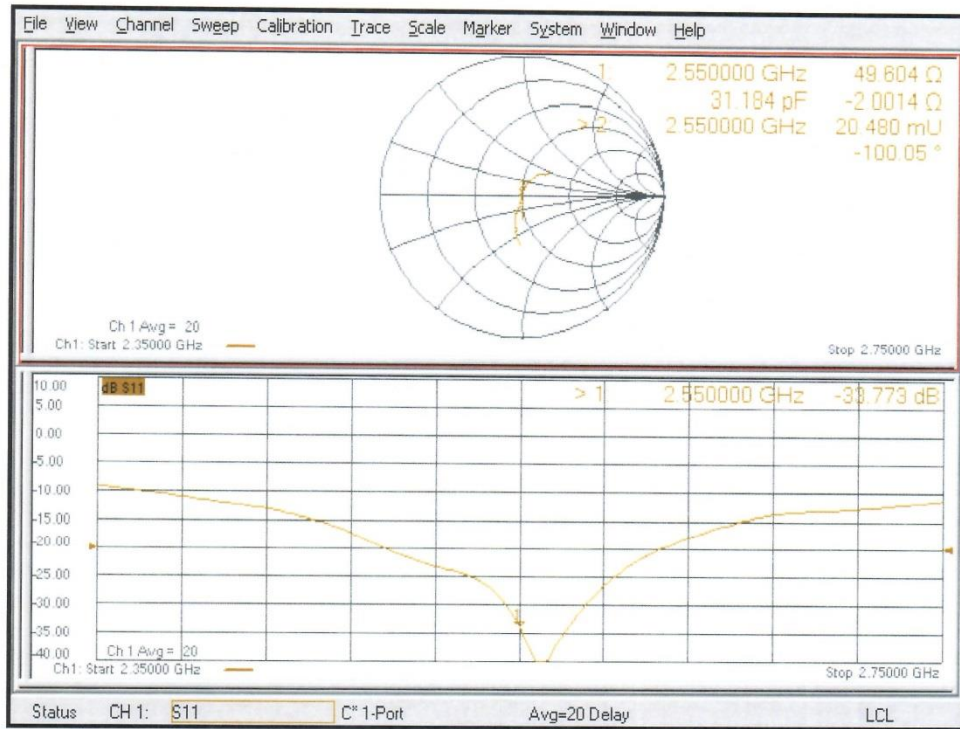 File View Channel Sweep Calibration Trace Scale Marker System Window Help
1: 2.550000 GHz 49.604 Ω
31.184 pF -2.0014 Ω
> 2 2.550000 GHz 20.480 mU
-100.05 °
Ch 1 Avg = 20
Ch1: Start 2.35000 GHz
Stop 2.75000 GHz
10.00
dB S11
> 1 2.550000 GHz -33.773 dB
5.00
0.00
-5.00
-10.00
-15.00
-20.00
-25.00
-30.00
1
-35.00
-40.00
Ch 1 Avg = 20
Ch1: Start 2.35000 GHz
Stop 2.75000 GHz
Status CH 1: S11 C* 1-Port Avg=20 Delay LCL